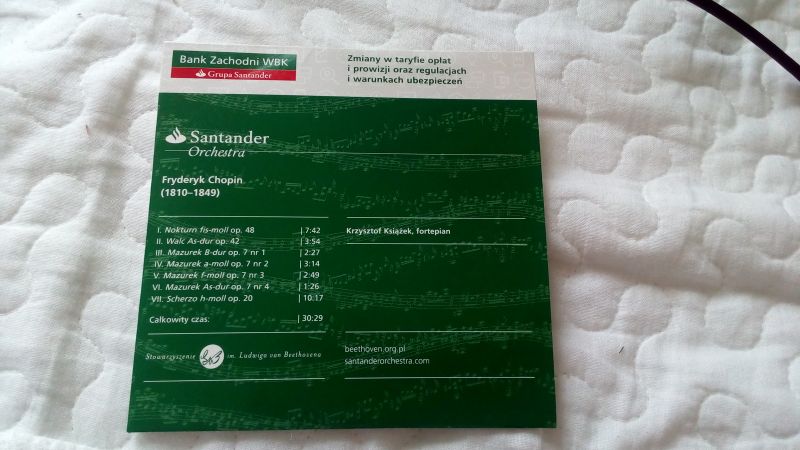 Bank Zachodni WBK
Grupa Santander
Zmiany w taryfie opłat
i prowizji oraz regulacjach
i warunkach ubezpieczeń
Santander
Orchestra
Fryderyk Chopin
(1810–1849)
I. Nokturn fis-moll op. 48 | 7:42
II. Walc As-dur op. 42 | 3:54
III. Mazurek B-dur op. 7 nr 1 | 2:27
IV. Mazurek a-moll op. 7 nr 2 | 3:14
V. Mazurek f-moll op. 7 nr 3 | 2:49
VI. Mazurek As-dur op. 7 nr 4 | 1:26
VII. Scherzo h-moll op. 20 | 10:17
Całkowity czas: | 30:29
Krzysztof Książek, fortepian
Stowarzyszenie im. Ludwiga van Beethovena
beethoven.org.pl
santanderorchestra.com